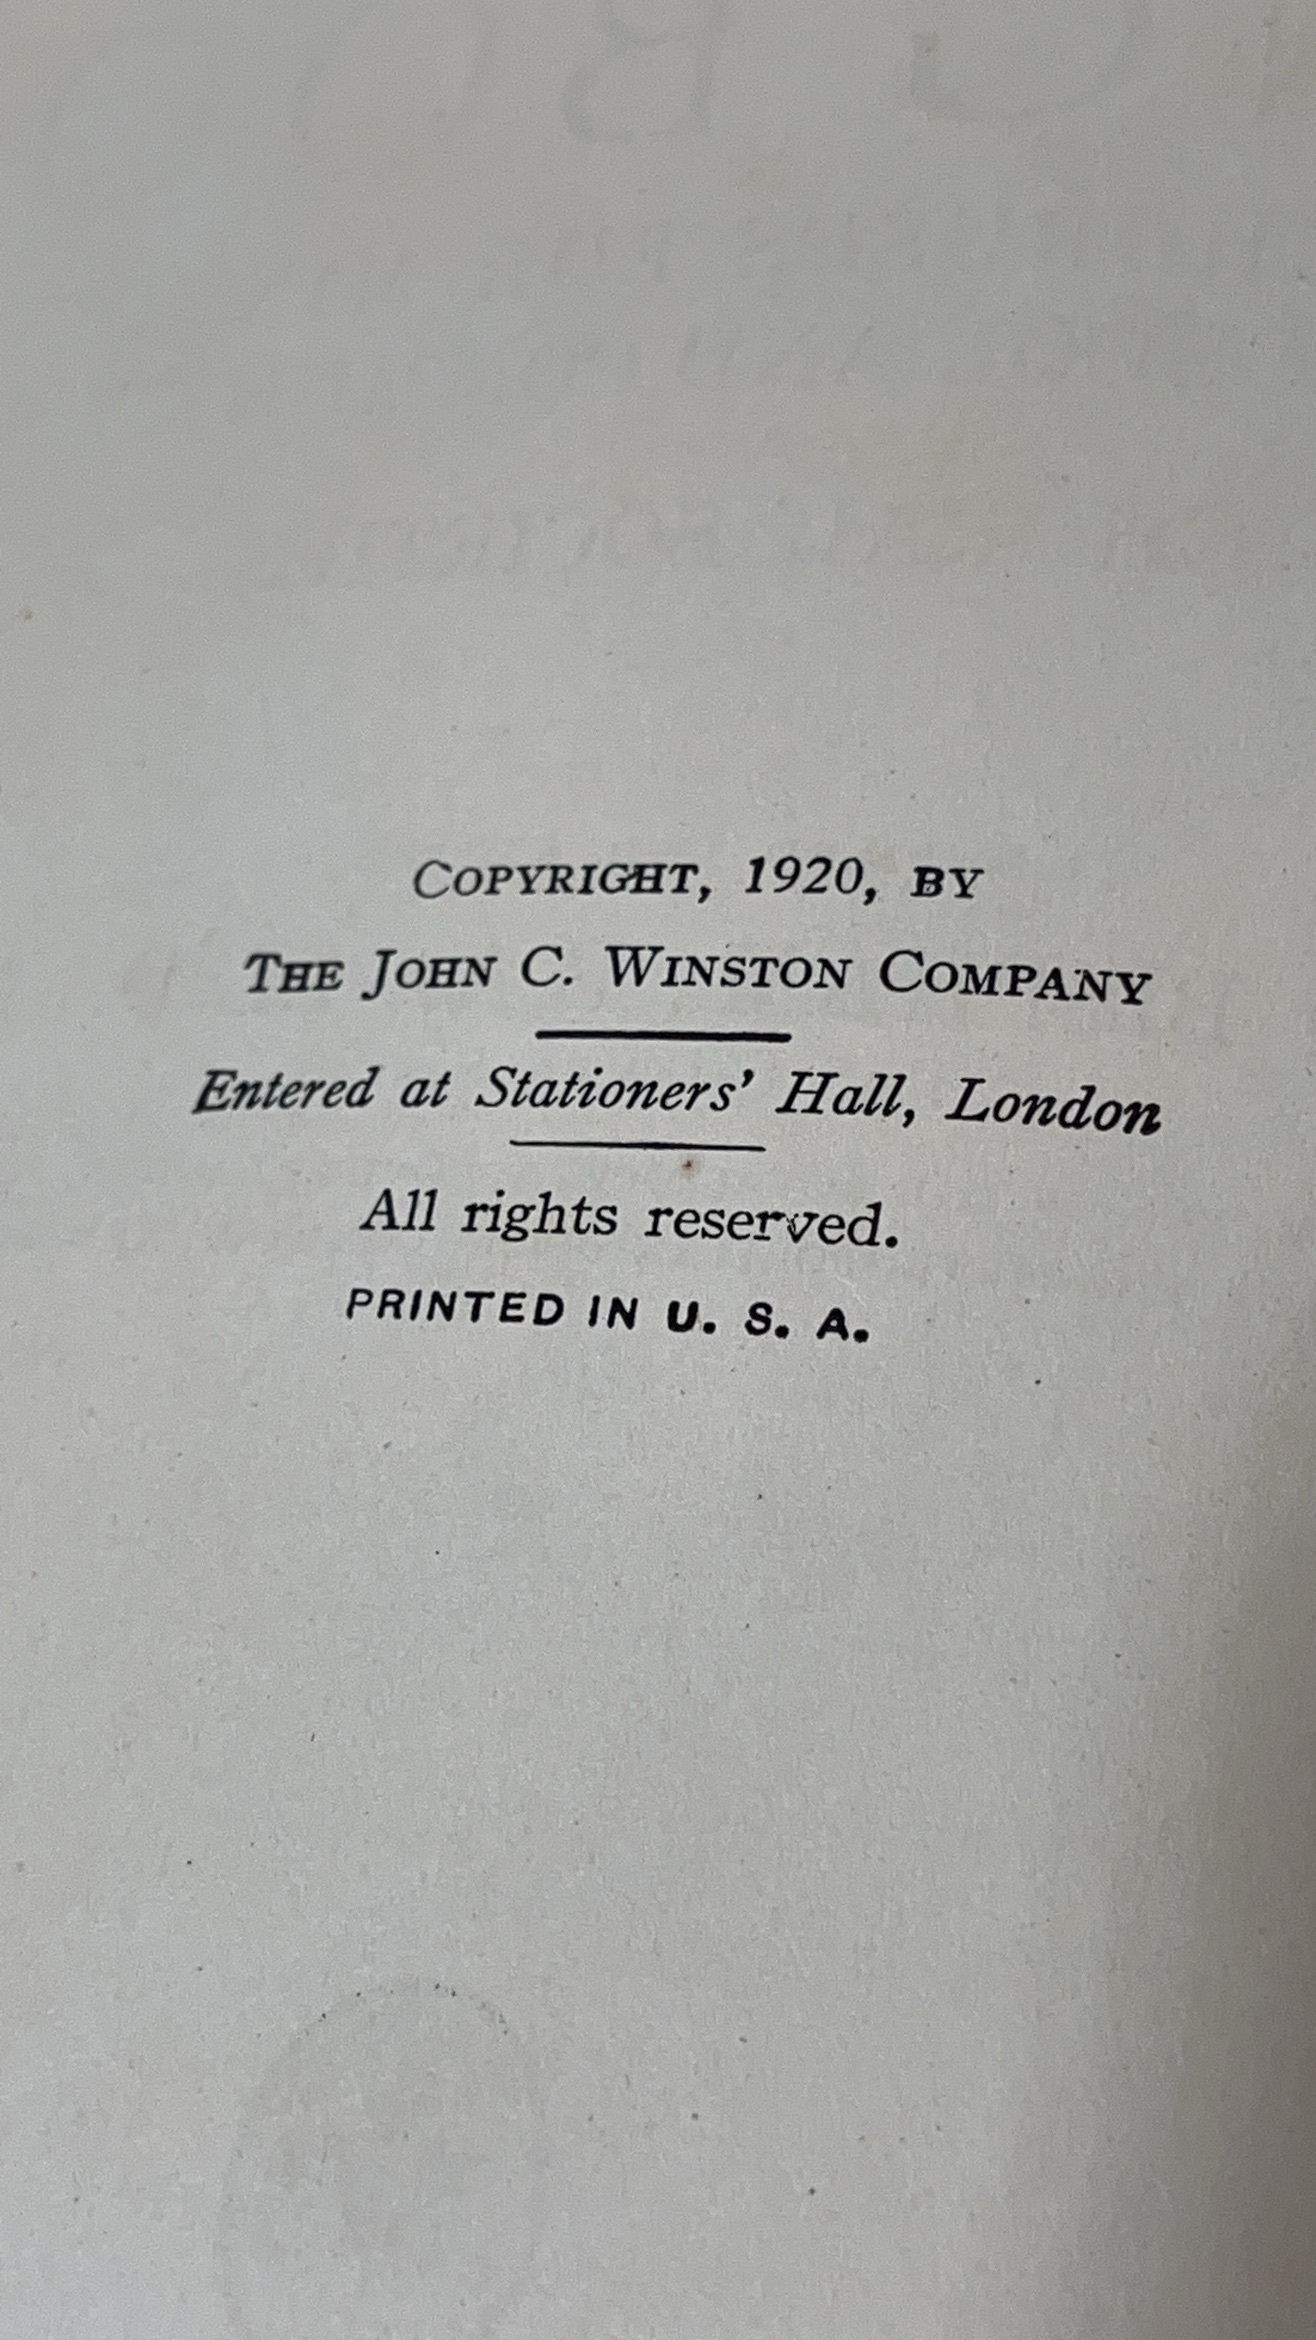 COPYRIGHT, 1920, BY
THE JOHN C. WINSTON COMPANY
Entered at Stationers' Hall, London
All rights reserved.
PRINTED IN U. S. A.